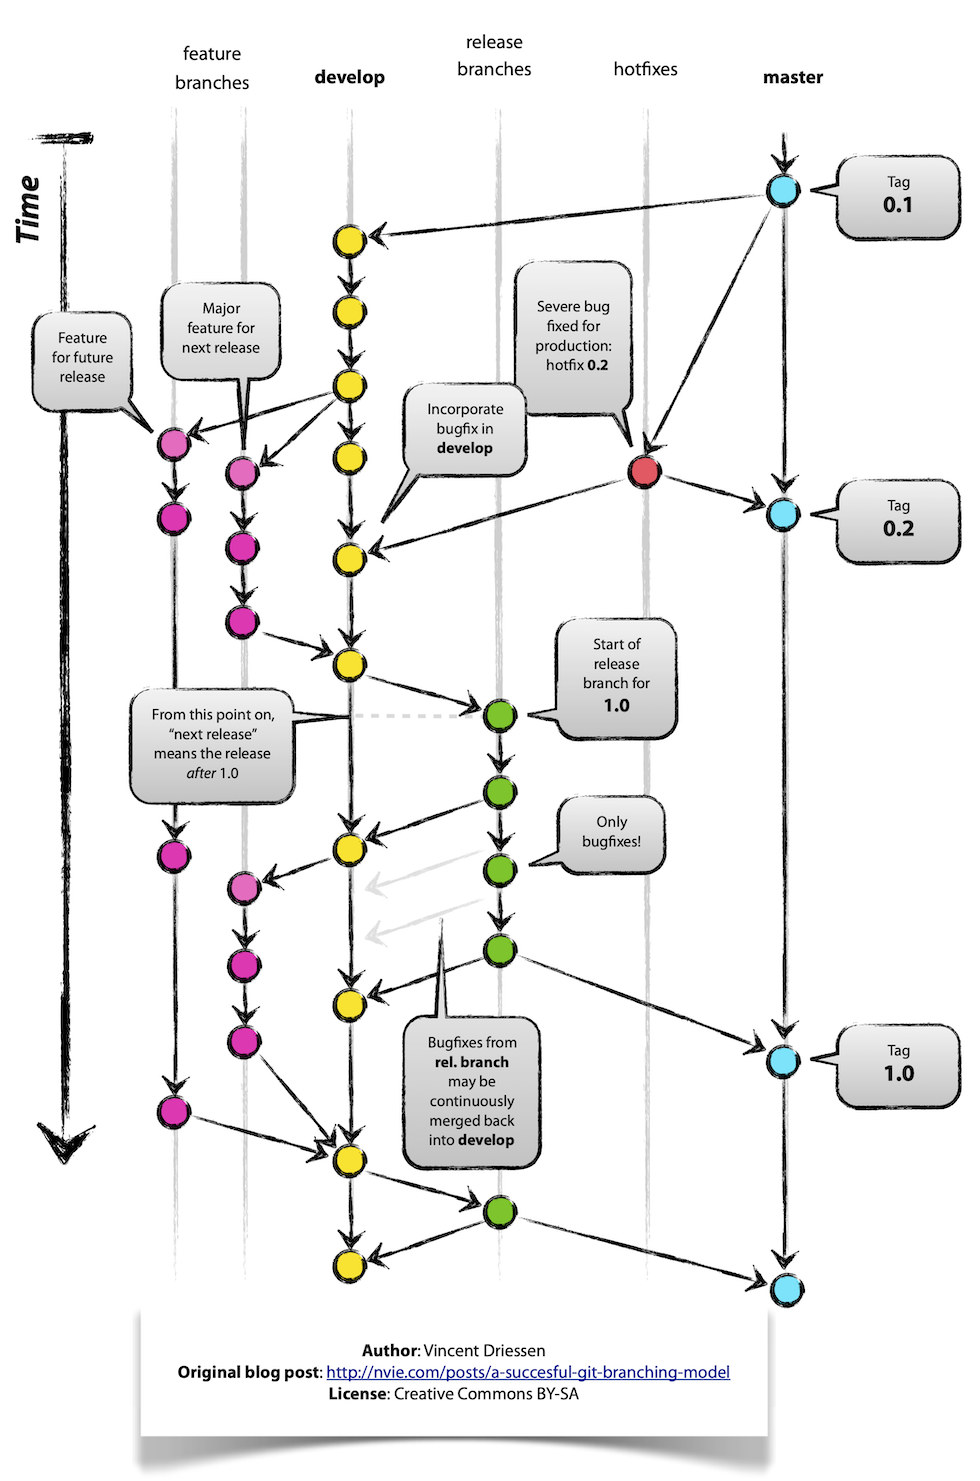 feature
branches
develop
release
branches
hotfixes
master
Time
Tag
0.1
Major
feature for
next release
Severe bug
fixed for
production:
hotfix 0.2
Feature
for future
release
Incorporate
bugfix in
develop
Tag
0.2
Start of
release
branch for
1.0
From this point on,
“next release”
means the release
after 1.0
Only
bugfixes!
Bugfixes from
rel. branch
may be
continuously
merged back
into develop
Tag
1.0
Author: Vincent Driessen
Original blog post: http://nvie.com/posts/a-succesful-git-branching-model
License: Creative Commons BY-SA